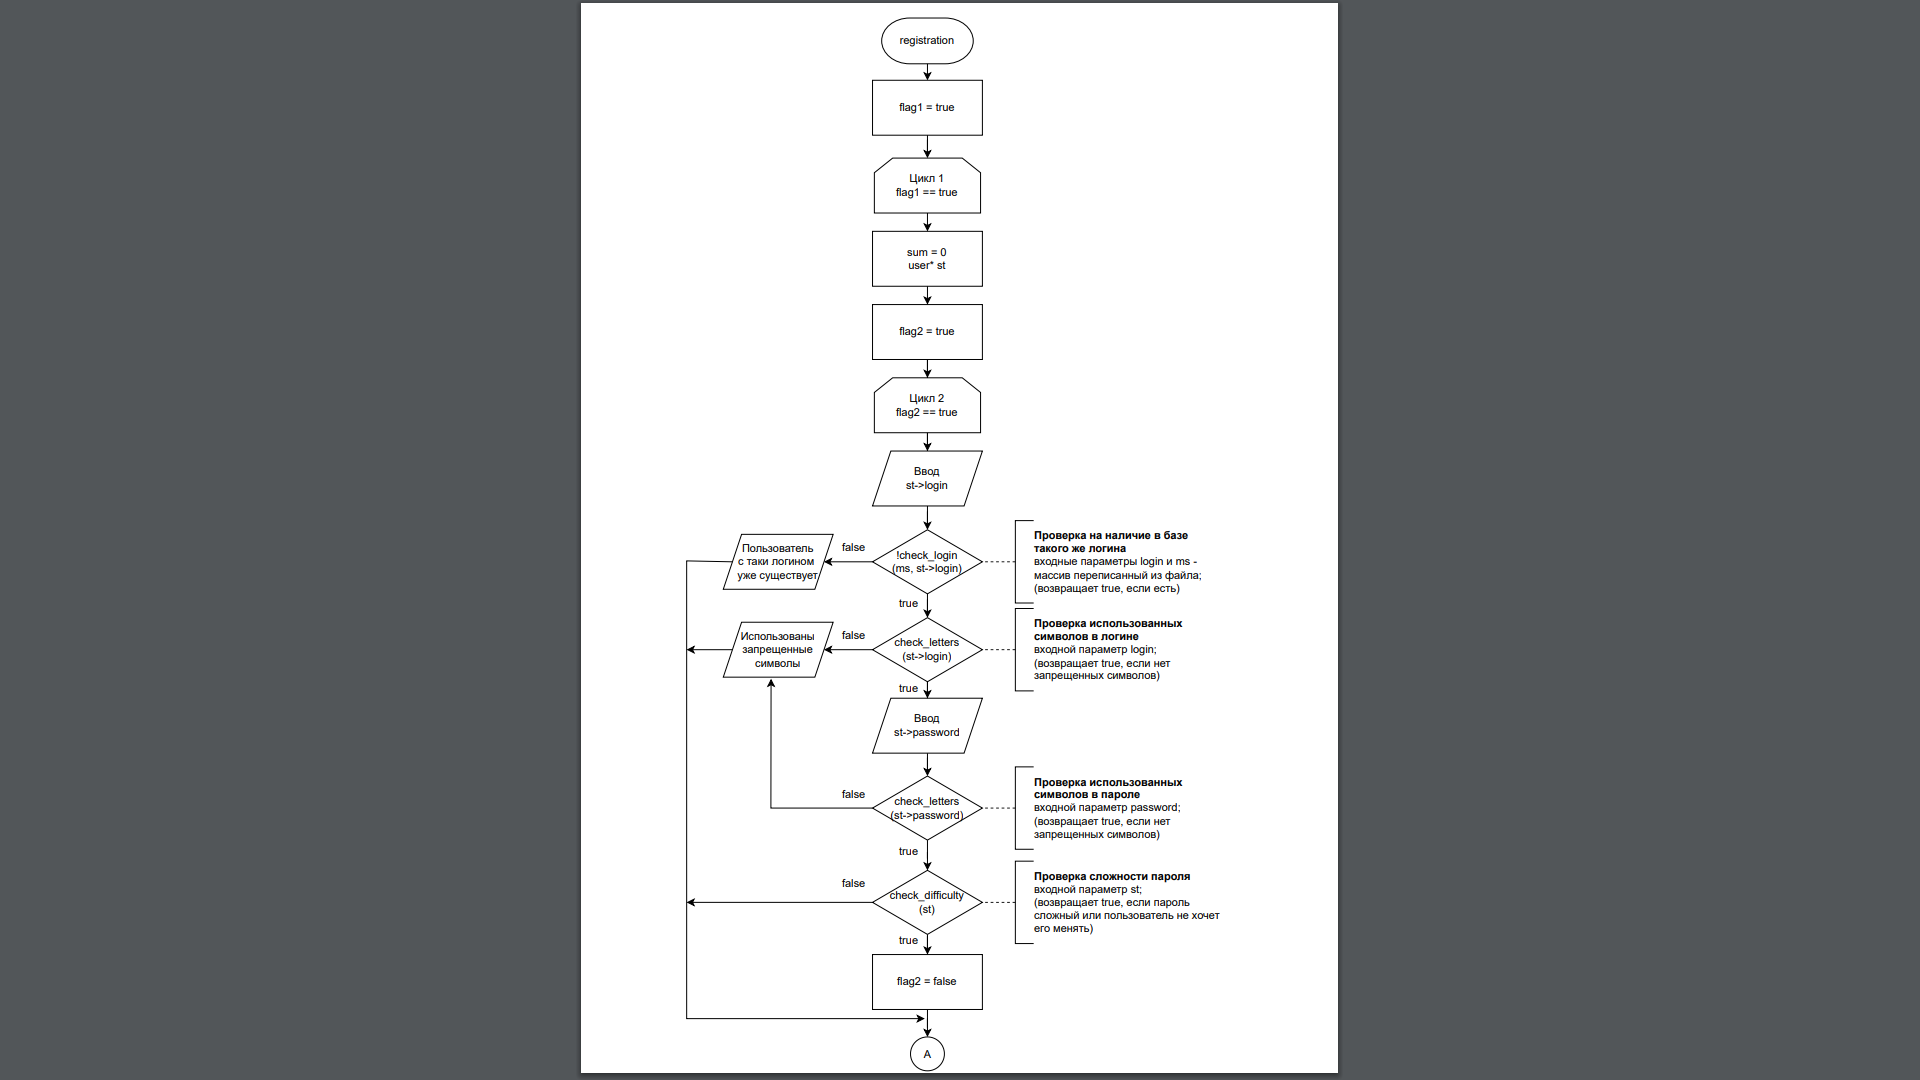 registration
flag1 = true
Цикл 1
flag1 == true
sum = 0
user* st
flag2 = true
Цикл 2
flag2 == true
Ввод
st->login
Пользователь
с таки логином
уже существует
false
!check_login
(ms, st->login)
Проверка на наличие в базе
такого же логина
входные параметры login и ms -
массив переписанный из файла;
(возвращает true, если есть)
true
Использованы
запрещенные
символы
false
check_letters
(st->login)
Проверка использованных
символов в логине
входной параметр login;
(возвращает true, если нет
запрещенных символов)
true
Ввод
st->password
false
check_letters
(st->password)
Проверка использованных
символов в пароле
входной параметр password;
(возвращает true, если нет
запрещенных символов)
true
false
check_difficulty
(st)
Проверка сложности пароля
входной параметр st;
(возвращает true, если пароль
сложный или пользователь не хочет
его менять)
true
flag2 = false
A